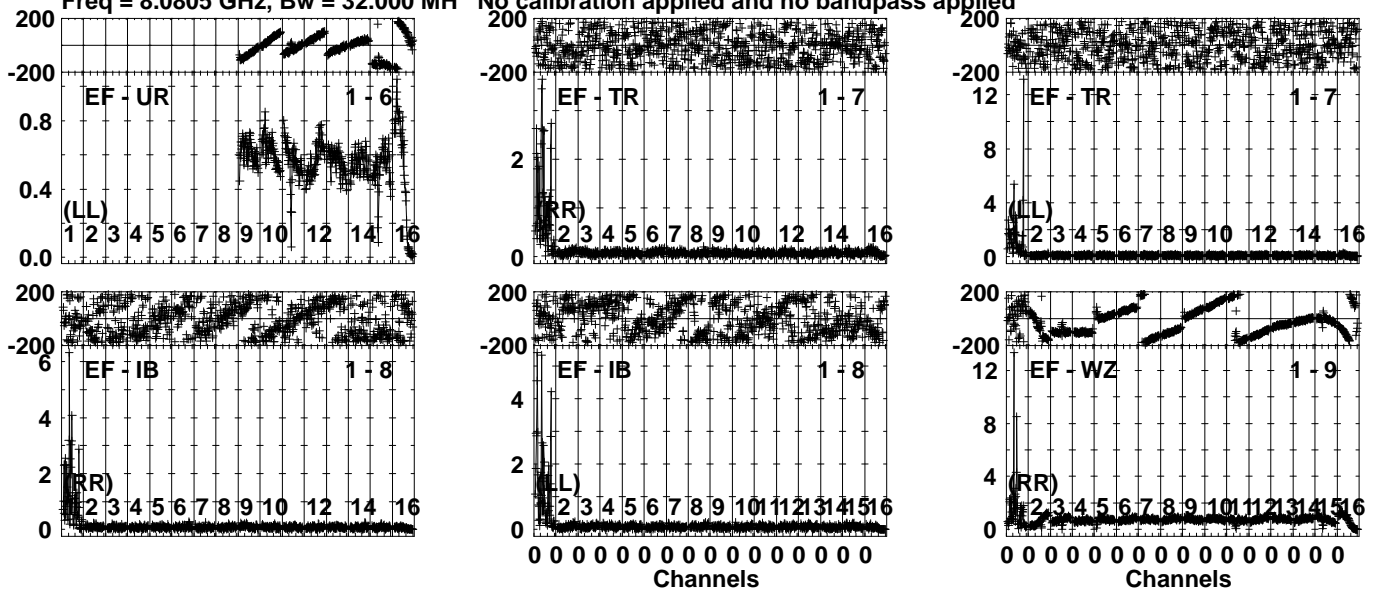 Freq = 8.0805 GHz, Bw = 32.000 MH No calibration applied and no bandpass applied
200
-200
EF - UR 1 - 6
0.8
0.4
(LL)
1 2 3 4 5 6 7 8 9 10 12 14 16
0.0
200
-200
EF - TR 1 - 7
2
(RR)
2 3 4 5 6 7 8 9 10 12 14 16
0
200
-200
12
EF - TR 1 - 7
8
4
(LL)
2 3 4 5 6 7 8 9 10 12 14 16
0
200
-200
6
EF - IB 1 - 8
4
2
(RR)
2 3 4 5 6 7 8 9 10 12 14 16
0
200
-200
EF - IB 1 - 8
4
2
(LL)
2 3 4 5 6 7 8 9 10 11 12 13 14 15 16
0
0 0 0 0 0 0 0 0 0 0 0 0 0 0 0 0
Channels
200
-200
12
EF - WZ 1 - 9
8
4
(RR)
2 3 4 5 6 7 8 9 10 11 12 13 14 15 16
0
0 0 0 0 0 0 0 0 0 0 0 0 0 0 0 0
Channels